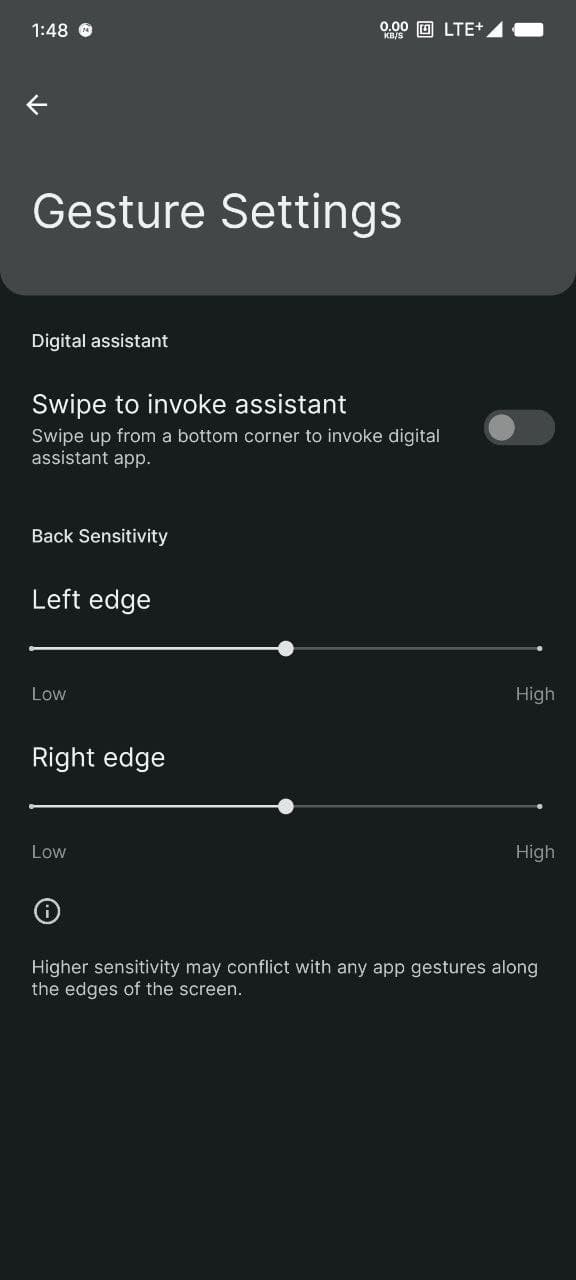 1:48
0.00
KB/S
LTE+
Gesture Settings
Digital assistant
Swipe to invoke assistant
Swipe up from a bottom corner to invoke digital
assistant app.
Back Sensitivity
Left edge
Low High
Right edge
Low High
Higher sensitivity may conflict with any app gestures along
the edges of the screen.